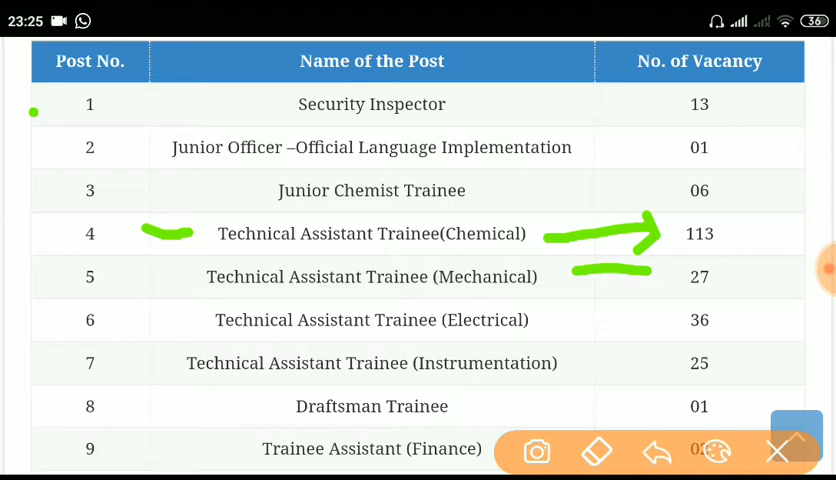 23:25 36
Post No. Name of the Post No. of Vacancy
1 Security Inspector 13
2 Junior Officer –Official Language Implementation 01
3 Junior Chemist Trainee 06
4 Technical Assistant Trainee(Chemical) 113
5 Technical Assistant Trainee (Mechanical) 27
6 Technical Assistant Trainee (Electrical) 36
7 Technical Assistant Trainee (Instrumentation) 25
8 Draftsman Trainee 01
9 Trainee Assistant (Finance)